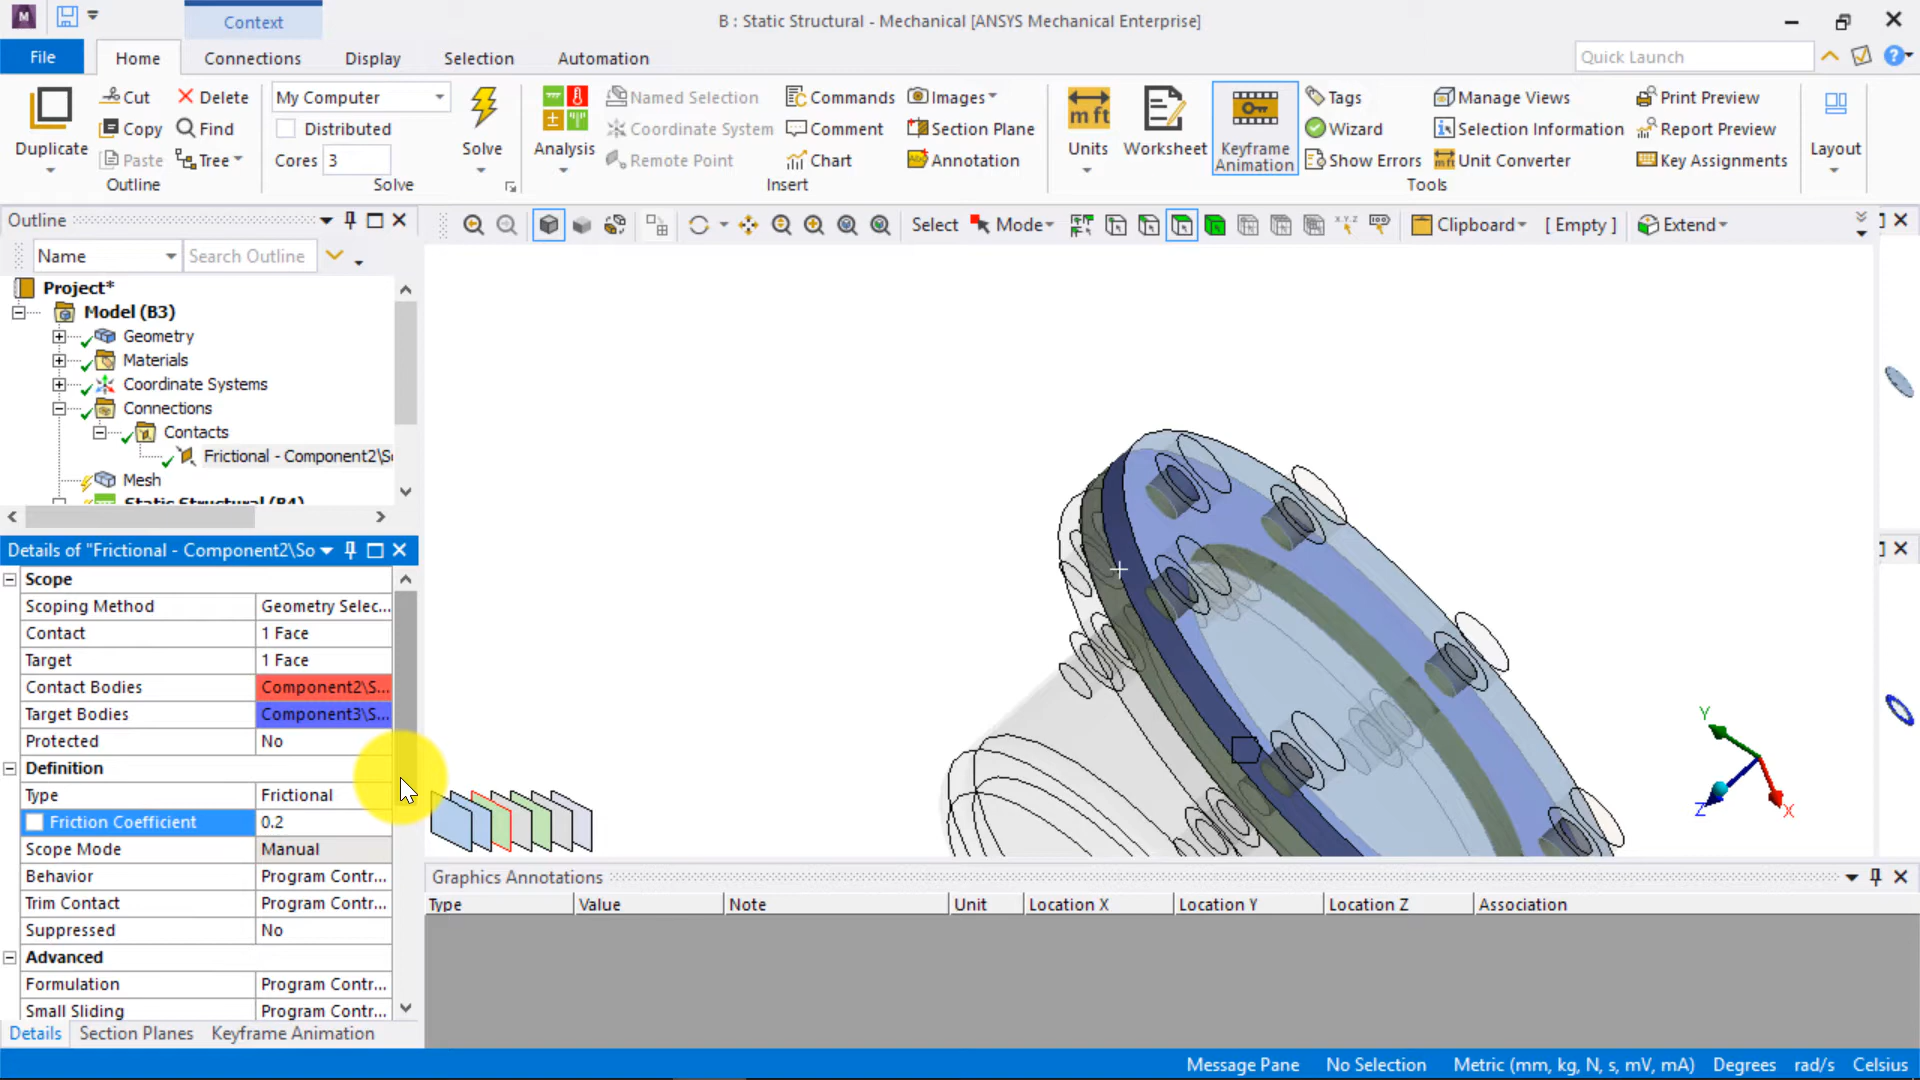 M
Context
B : Static Structural - Mechanical [ANSYS Mechanical Enterprise]
File
Home
Connections
Display
Selection
Automation
Quick Launch
Duplicate
Cut
Copy
Paste
Delete
Find
Tree
Outline
My Computer
Distributed
Cores 3
Solve
Solve
Analysis
Named Selection
Coordinate System
Remote Point
Commands
Comment
Chart
Images
Section Plane
Annotation
Insert
Units
Worksheet
Keyframe
Animation
Tags
Wizard
Show Errors
Manage Views
Selection Information
Unit Converter
Print Preview
Report Preview
Key Assignments
Tools
Layout
Outline
Name
Search Outline
Select
Mode
Clipboard
[ Empty ]
Extend
Project*
Model (B3)
Geometry
Materials
Coordinate Systems
Connections
Contacts
Frictional - Component2\S
Mesh
Static Structural (B4)
Details of "Frictional - Component2\So
Scope
Scoping Method Geometry Selec...
Contact 1 Face
Target 1 Face
Contact Bodies Component2\S...
Target Bodies Component3\S...
Protected No
Definition
Type Frictional
Friction Coefficient 0.2
Scope Mode Manual
Behavior Program Contr...
Trim Contact Program Contr...
Suppressed No
Advanced
Formulation Program Contr...
Small Sliding Program Contr...
Details
Section Planes
Keyframe Animation
Y
Z
X
Graphics Annotations
Type Value Note Unit Location X Location Y Location Z Association
Message Pane No Selection Metric (mm, kg, N, s, mV, mA) Degrees rad/s Celsius